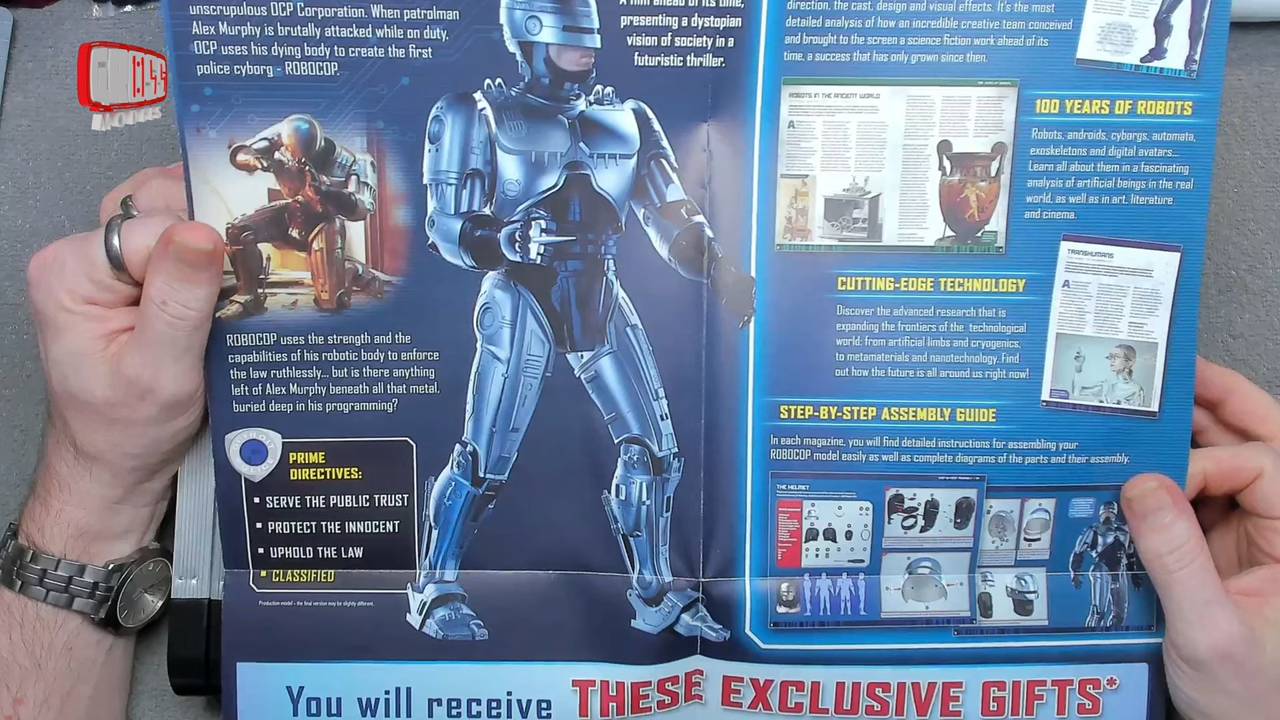 unscrupulous OCP Corporation. When patrolman
Alex Murphy is brutally attacked while on duty,
OCP uses his dying body to create the first
police cyborg - ROBOCOP.
A film ahead of its time,
presenting a dystopian
vision of society in a
futuristic thriller.
ROBOCOP uses the strength and the
capabilities of his robotic body to enforce
the law ruthlessly... but is there anything
left of Alex Murphy beneath all that metal,
buried deep in his programming?
PRIME
DIRECTIVES:
SERVE THE PUBLIC TRUST
PROTECT THE INNOCENT
UPHOLD THE LAW
CLASSIFIED
Production model - the final version may be slightly different.
direction, the cast, design and visual effects. It's the most
detailed analysis of how an incredible creative team conceived
and brought to the screen a science fiction work ahead of its
time, a success that has only grown since then.
ROBOTS IN THE ANCIENT WORLD
100 YEARS OF ROBOTS
Robots, androids, cyborgs, automata,
exoskeletons and digital avatars...
Learn all about them in a fascinating
analysis of artificial beings in the real
world, as well as in art, literature
and cinema.
TRANSHUMANS
CUTTING-EDGE TECHNOLOGY
Discover the advanced research that is
expanding the frontiers of the technological
world: from artificial limbs and cryogenics,
to metamaterials and nanotechnology. Find
out how the future is all around us right now!
STEP-BY-STEP ASSEMBLY GUIDE
In each magazine, you will find detailed instructions for assembling your
ROBOCOP model easily as well as complete diagrams of the parts and their assembly.
THE HELMET
You will receive THESE EXCLUSIVE GIFTS*